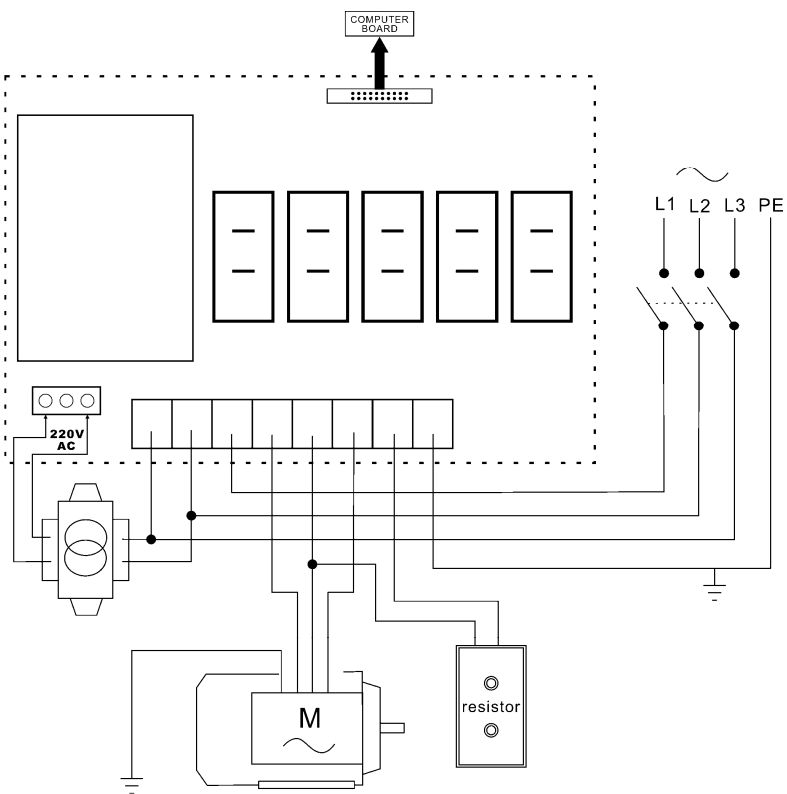 COMPUTER
BOARD
L1 L2 L3 PE
220V
AC
M
resistor